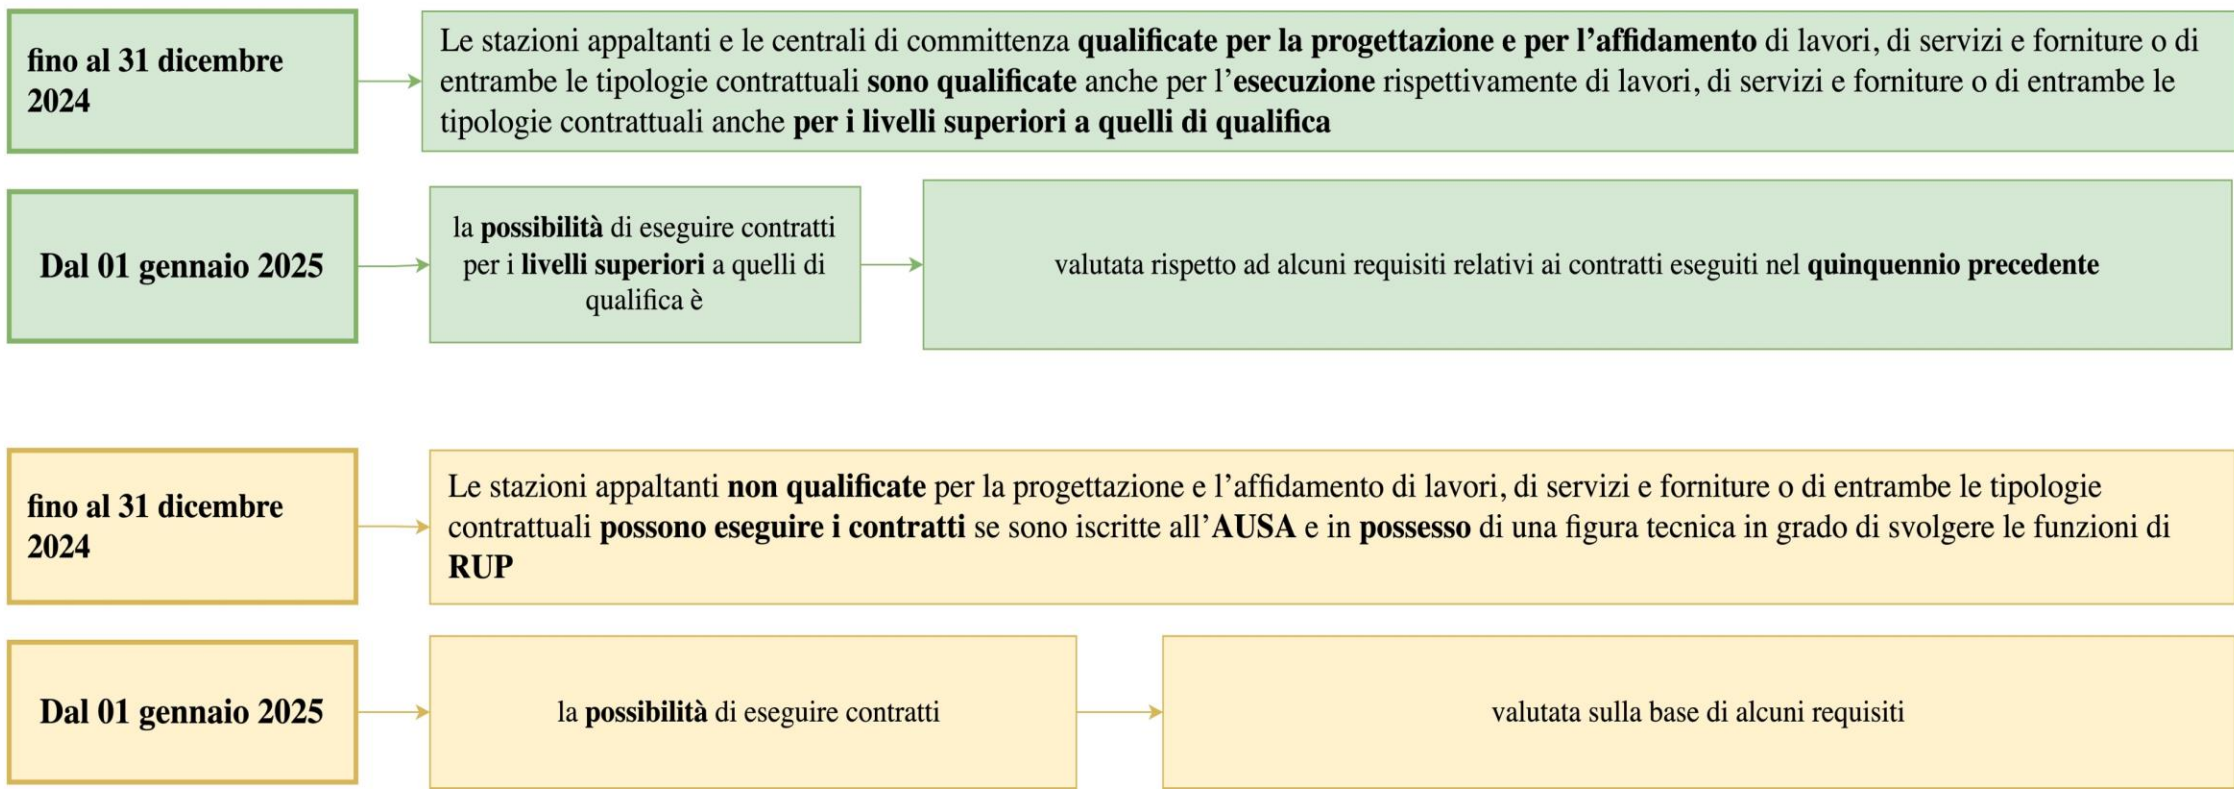 fino al 31 dicembre
2024
Le stazioni appaltanti e le centrali di committenza qualificate per la progettazione e per l'affidamento di lavori, di servizi e forniture o di
entrambe le tipologie contrattuali sono qualificate anche per l'esecuzione rispettivamente di lavori, di servizi e forniture o di entrambe le
tipologie contrattuali anche per i livelli superiori a quelli di qualifica
Dal 01 gennaio 2025
la possibilità di eseguire contratti
per i livelli superiori a quelli di
qualifica è
valutata rispetto ad alcuni requisiti relativi ai contratti eseguiti nel quinquennio precedente
fino al 31 dicembre
2024
Le stazioni appaltanti non qualificate per la progettazione e l'affidamento di lavori, di servizi e forniture o di entrambe le tipologie
contrattuali possono eseguire i contratti se sono iscritte all'AUSA e in possesso di una figura tecnica in grado di svolgere le funzioni di
RUP
Dal 01 gennaio 2025
la possibilità di eseguire contratti
valutata sulla base di alcuni requisiti